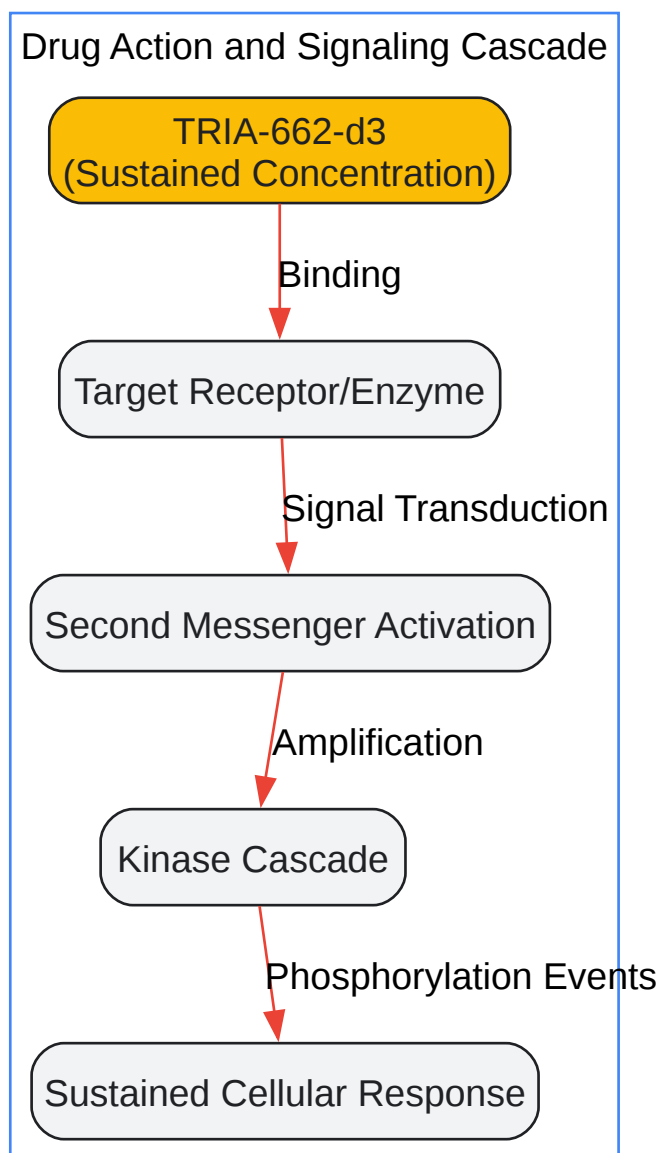 Drug Action and Signaling Cascade
TRIA-662-d3
(Sustained Concentration)
Binding
Target Receptor/Enzyme
Signal Transduction
Second Messenger Activation
Amplification
Kinase Cascade
Phosphorylation Events
Sustained Cellular Response